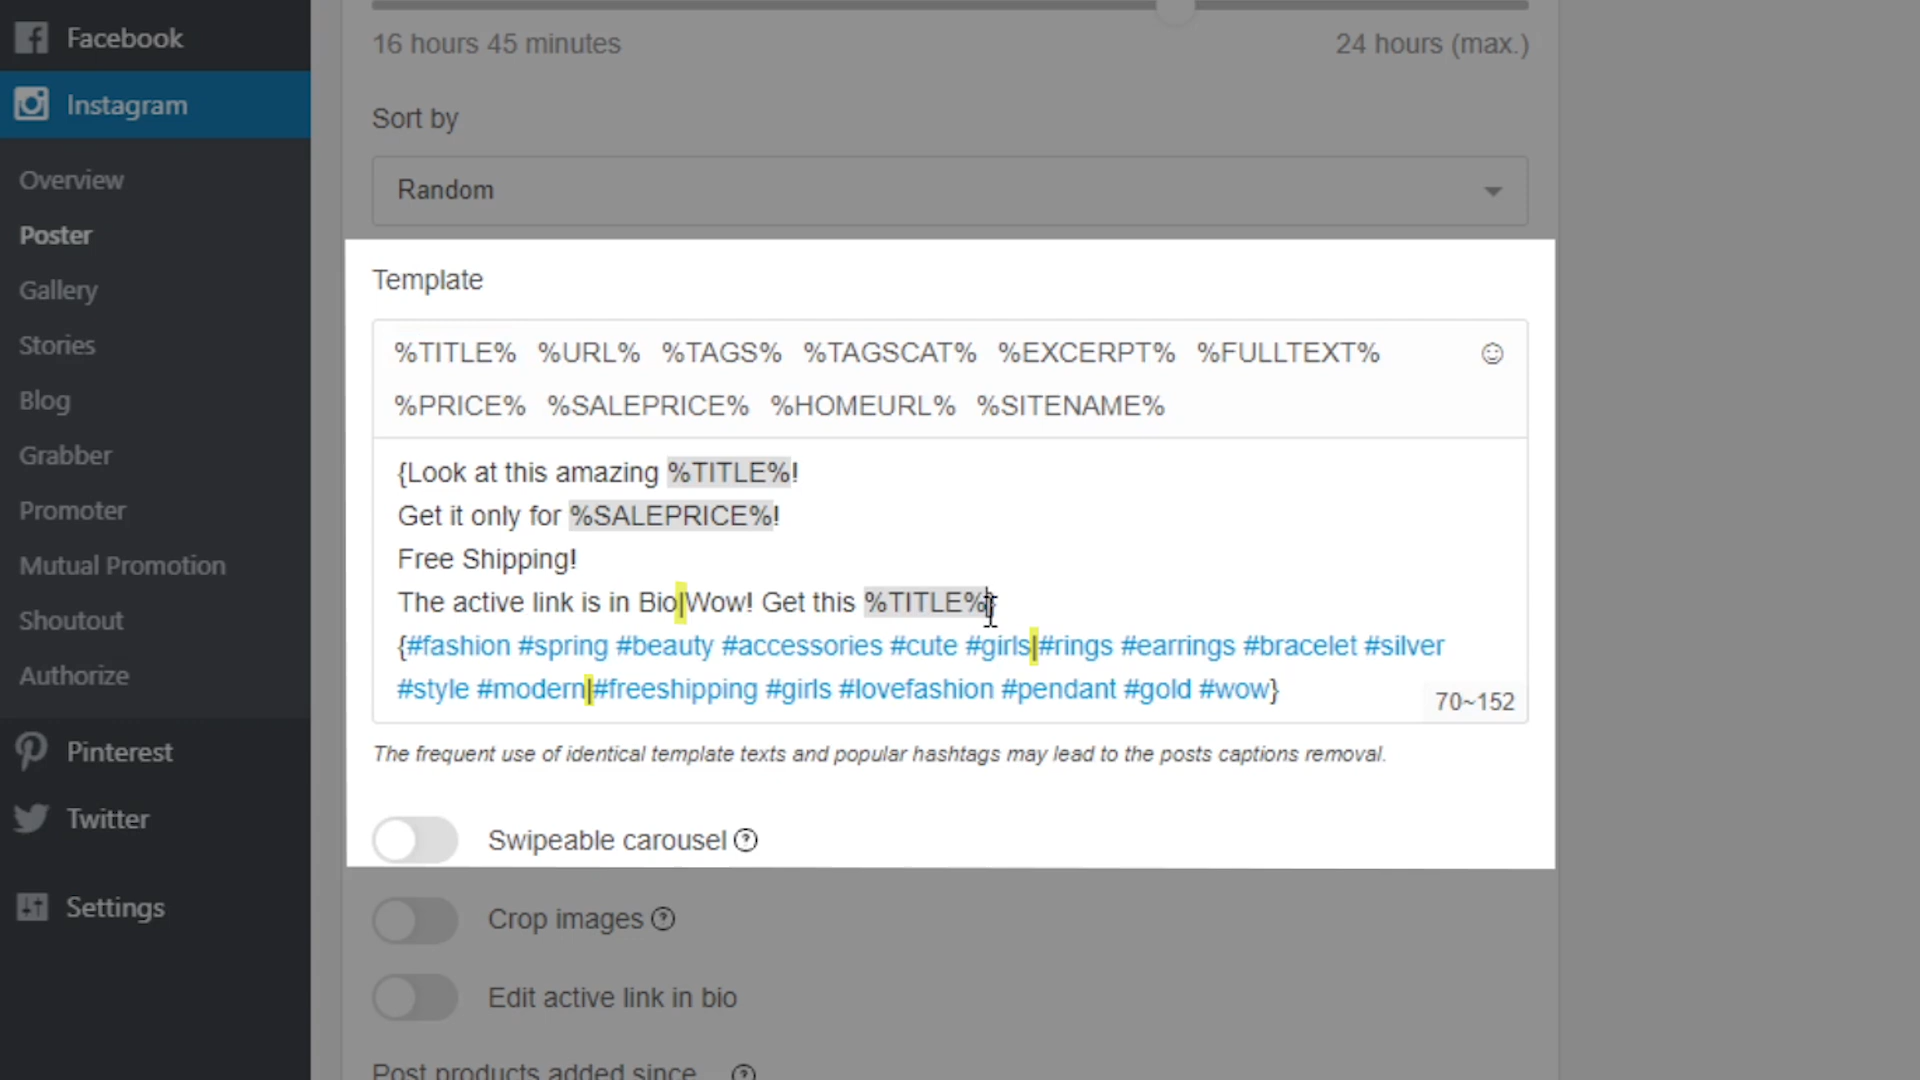 Facebook
Instagram
Overview
Poster
Gallery
Stories
Blog
Grabber
Promoter
Mutual Promotion
Shoutout
Authorize
Pinterest
Twitter
Settings
16 hours 45 minutes 24 hours (max.)
Sort by
Random
Template
%TITLE% %URL% %TAGS% %TAGSCAT% %EXCERPT% %FULLTEXT%
%PRICE% %SALEPRICE% %HOMEURL% %SITENAME%
{Look at this amazing %TITLE%!
Get it only for %SALEPRICE%!
Free Shipping!
The active link is in Bio|Wow! Get this %TITLE%}
{#fashion #spring #beauty #accessories #cute #girls|#rings #earrings #bracelet #silver
#style #modern|#freeshipping #girls #lovefashion #pendant #gold #wow}
70~152
The frequent use of identical template texts and popular hashtags may lead to the posts captions removal.
Swipeable carousel ?
Crop images ?
Edit active link in bio
Post products added since ?